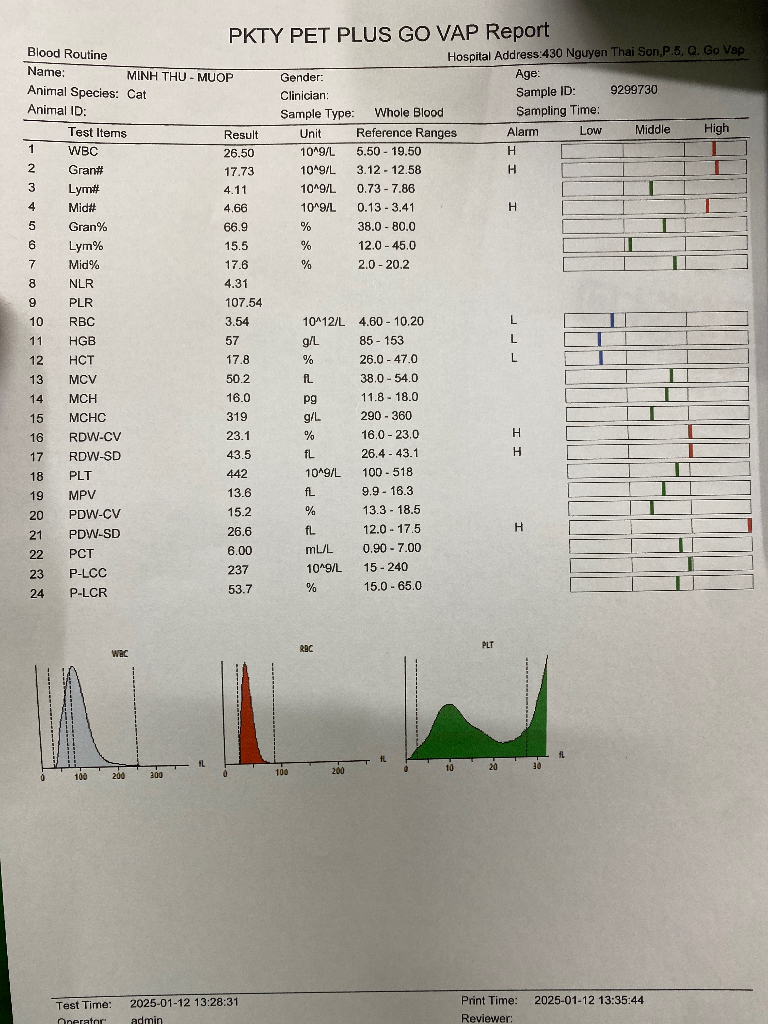 PKTY PET PLUS GO VAP Report
Blood Routine Hospital Address:430 Nguyen Thai Son,P.5, Q. Go Vap
Name: MINH THU - MUOP Gender: Age:
Animal Species: Cat Clinician: Sample ID: 9299730
Animal ID: Sample Type: Whole Blood Sampling Time:
Test Items Result Unit Reference Ranges Alarm Low Middle High
1 WBC 26.50 10^9/L 5.50 - 19.50 H
2 Gran# 17.73 10^9/L 3.12 - 12.58 H
3 Lym# 4.11 10^9/L 0.73 - 7.86
4 Mid# 4.66 10^9/L 0.13 - 3.41 H
5 Gran% 66.9 % 38.0 - 80.0
6 Lym% 15.5 % 12.0 - 45.0
7 Mid% 17.6 % 2.0 - 20.2
8 NLR 4.31
9 PLR 107.54
10 RBC 3.54 10^12/L 4.60 - 10.20 L
11 HGB 57 g/L 85 - 153 L
12 HCT 17.8 % 26.0 - 47.0 L
13 MCV 50.2 fL 38.0 - 54.0
14 MCH 16.0 pg 11.8 - 18.0
15 MCHC 319 g/L 290 - 360
16 RDW-CV 23.1 % 16.0 - 23.0 H
17 RDW-SD 43.5 fL 26.4 - 43.1 H
18 PLT 442 10^9/L 100 - 518
19 MPV 13.6 fL 9.9 - 16.3
20 PDW-CV 15.2 % 13.3 - 18.5
21 PDW-SD 26.6 fL 12.0 - 17.5 H
22 PCT 6.00 mL/L 0.90 - 7.00
23 P-LCC 237 10^9/L 15 - 240
24 P-LCR 53.7 % 15.0 - 65.0
WBC RBC PLT
0 100 200 300 fL 0 100 200 fL 0 10 20 30 fL
Test Time: 2025-01-12 13:28:31 Print Time: 2025-01-12 13:35:44
Operator: admin Reviewer: